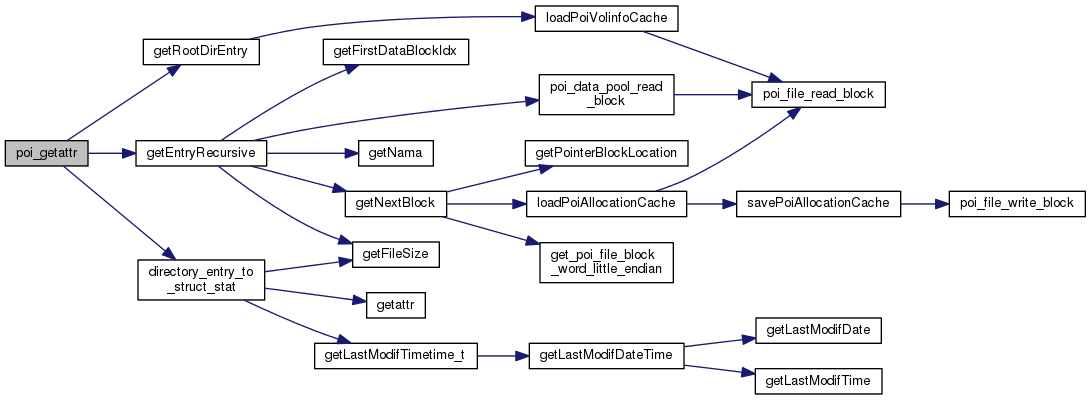 loadPoiVolinfoCache
getRootDirEntry
getFirstDataBlockIdx
poi_data_pool_read
_block
poi_file_read_block
poi_getattr
getEntryRecursive
getNama
getPointerBlockLocation
getNextBlock
loadPoiAllocationCache
savePoiAllocationCache
poi_file_write_block
getFileSize
get_poi_file_block
_word_little_endian
directory_entry_to
_struct_stat
getattr
getLastModifTimetime_t
getLastModifDateTime
getLastModifDate
getLastModifTime